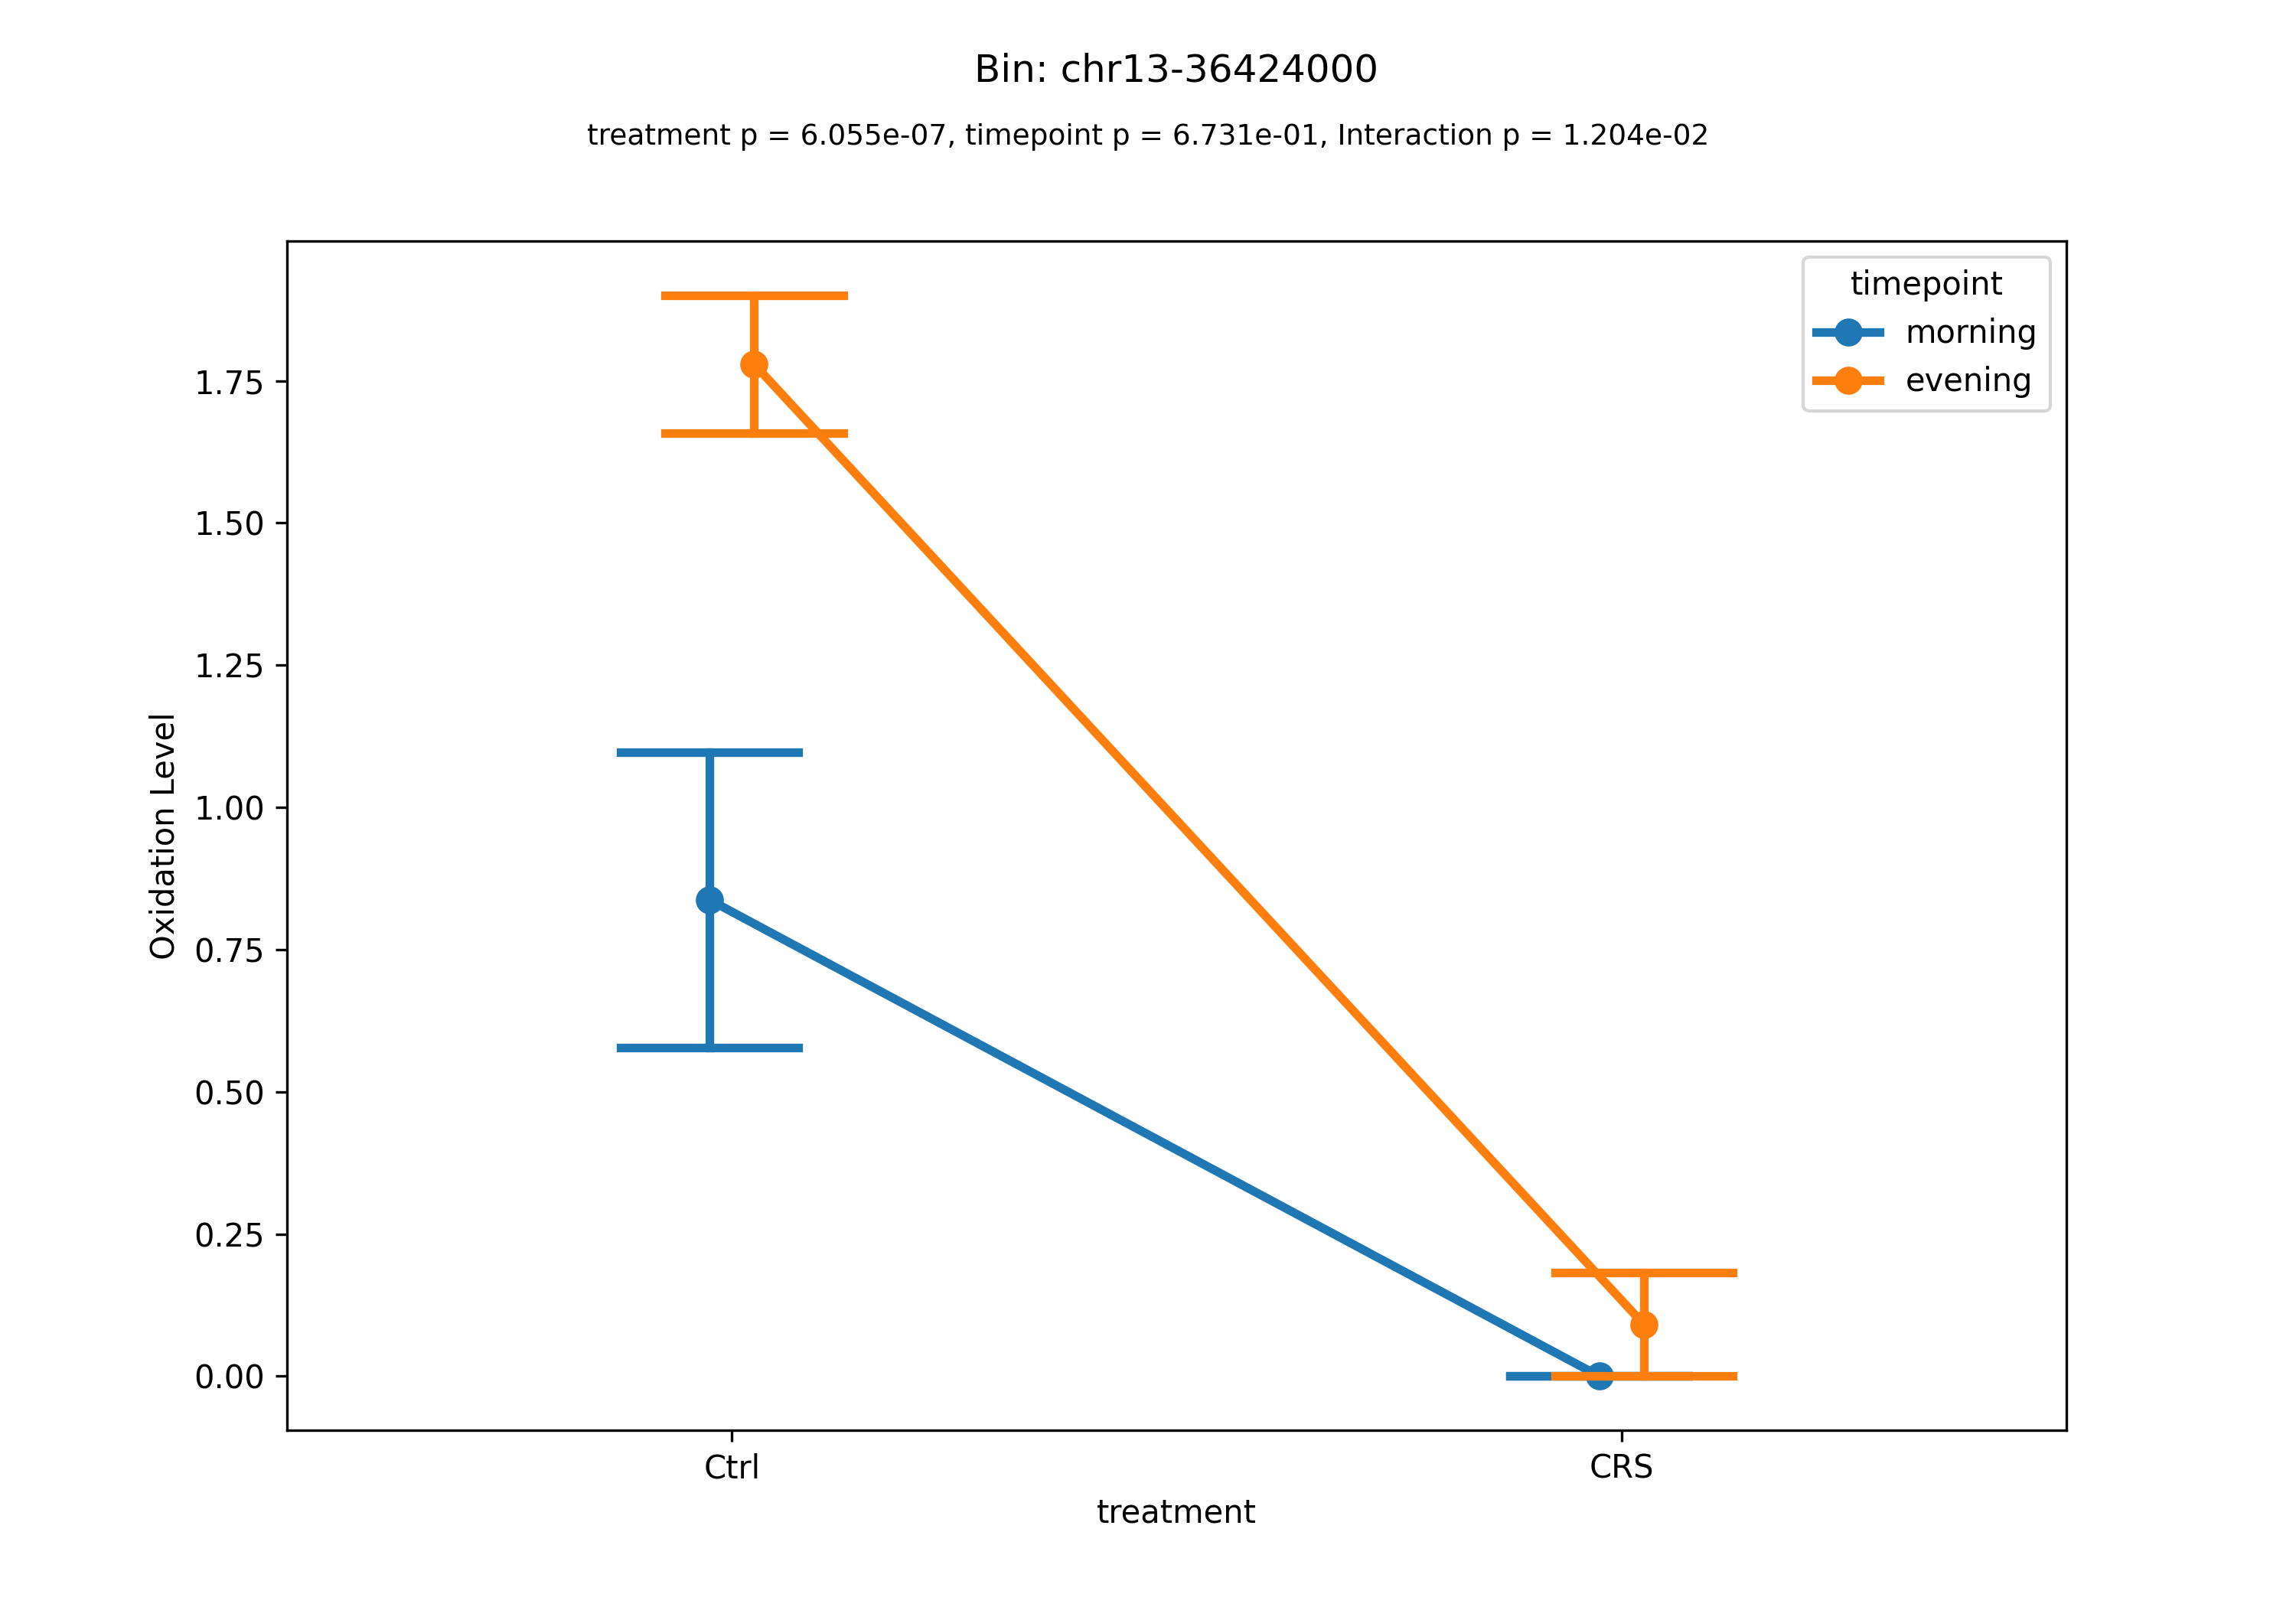 Bin: chr13-36424000
treatment p = 6.055e-07, timepoint p = 6.731e-01, Interaction p = 1.204e-02
timepoint
morning
evening
1.75
1.50
1.25
1.00
0.75
0.50
0.25
0.00
Oxidation Level
Ctrl
CRS
treatment